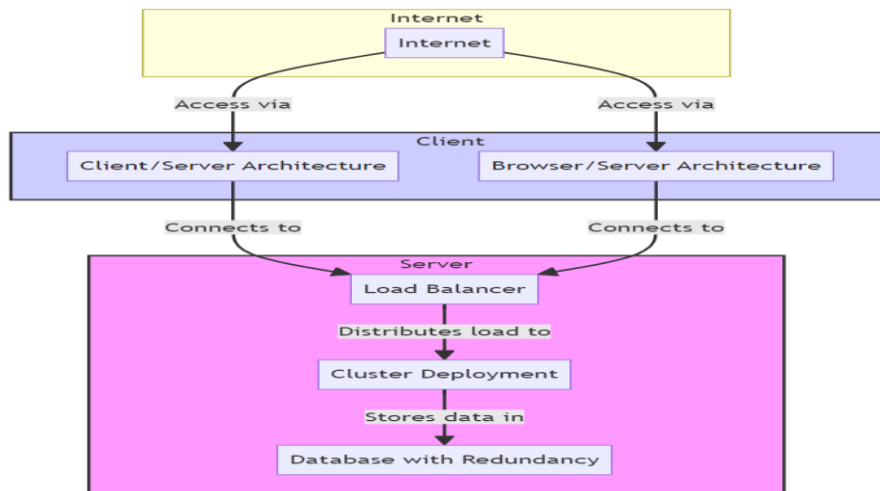 Internet
Internet
Access via
Access via
Client
Client/Server Architecture
Browser/Server Architecture
Connects to
Connects to
Server
Load Balancer
Distributes load to
Cluster Deployment
Stores data in
Database with Redundancy